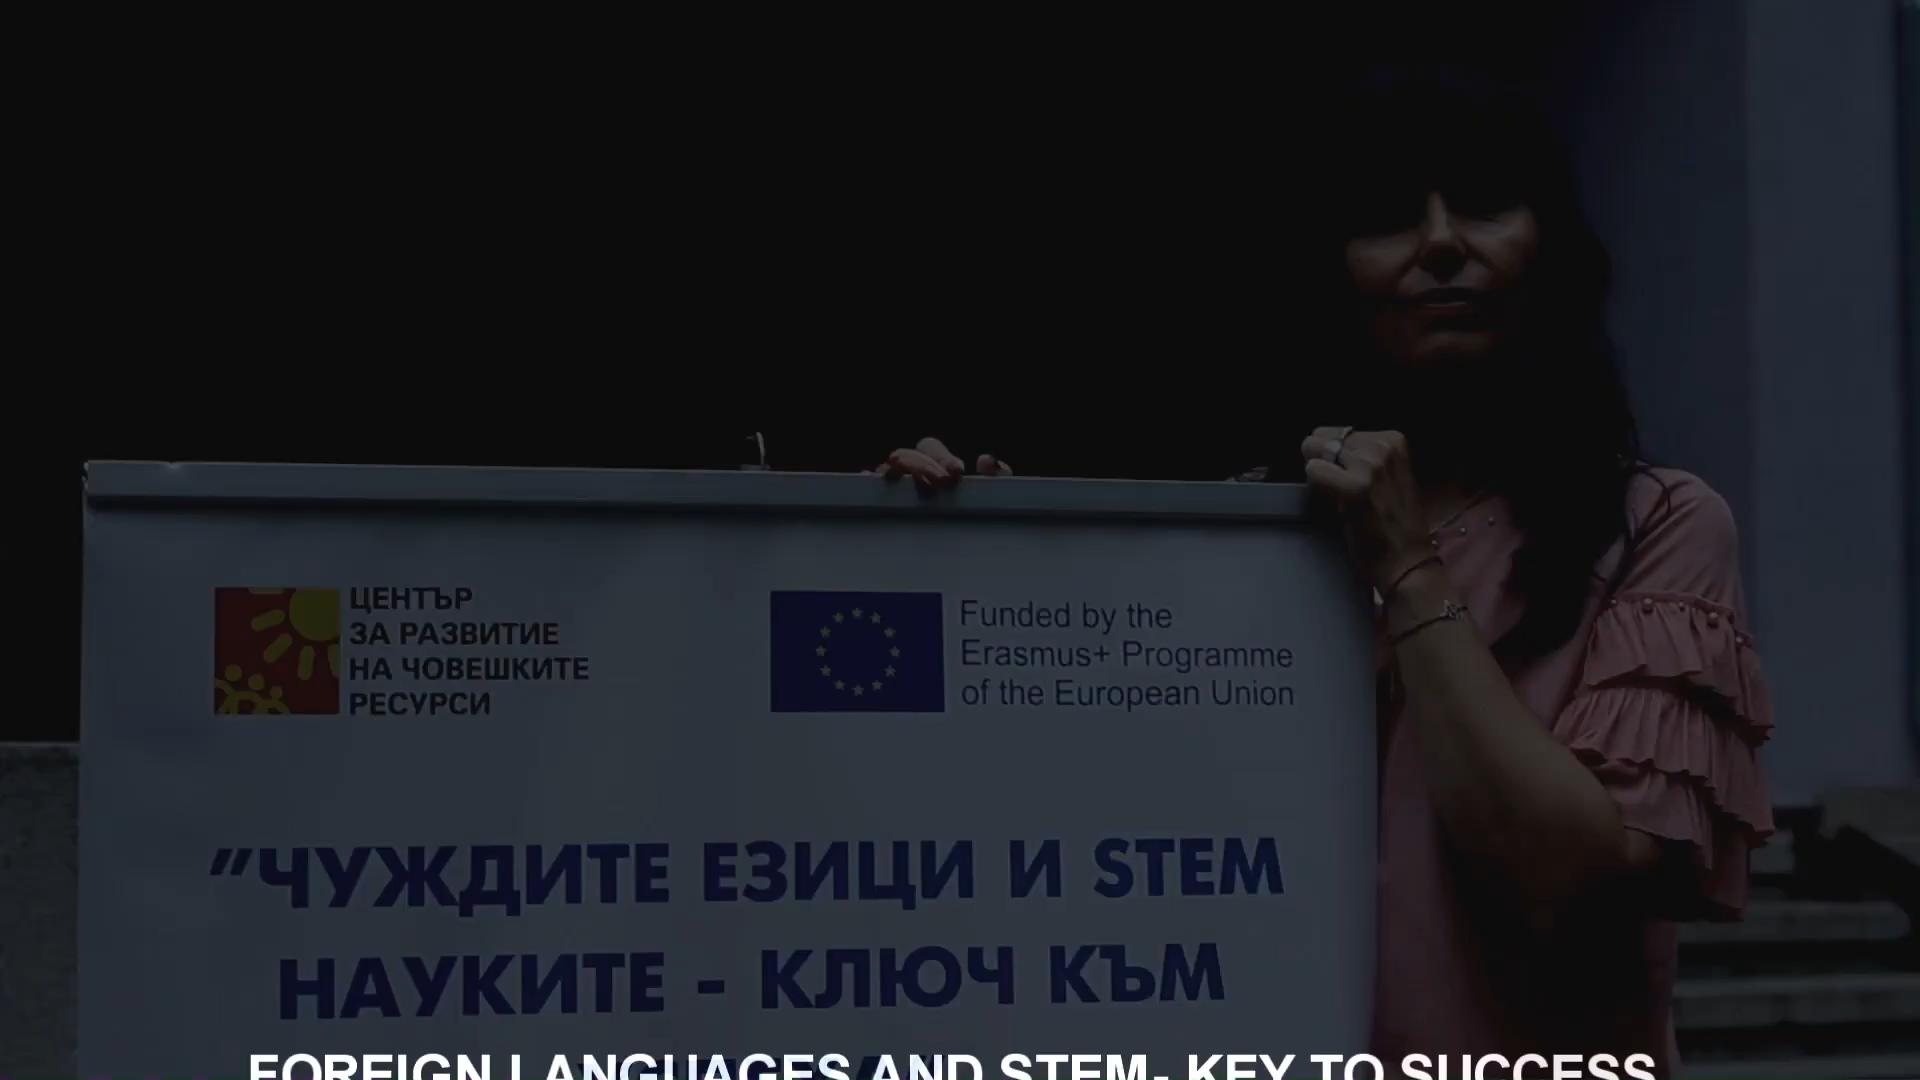 ЦЕНТЪР
ЗА РАЗВИТИЕ
НА ЧОВЕШКИТЕ
РЕСУРСИ
Funded by the
Erasmus+ Programme
of the European Union
"ЧУЖДИТЕ ЕЗИЦИ И STEM
НАУКИТЕ - КЛЮЧ КЪМ
FOREIGN LANGUAGES AND STEM- KEY TO SUCCESS